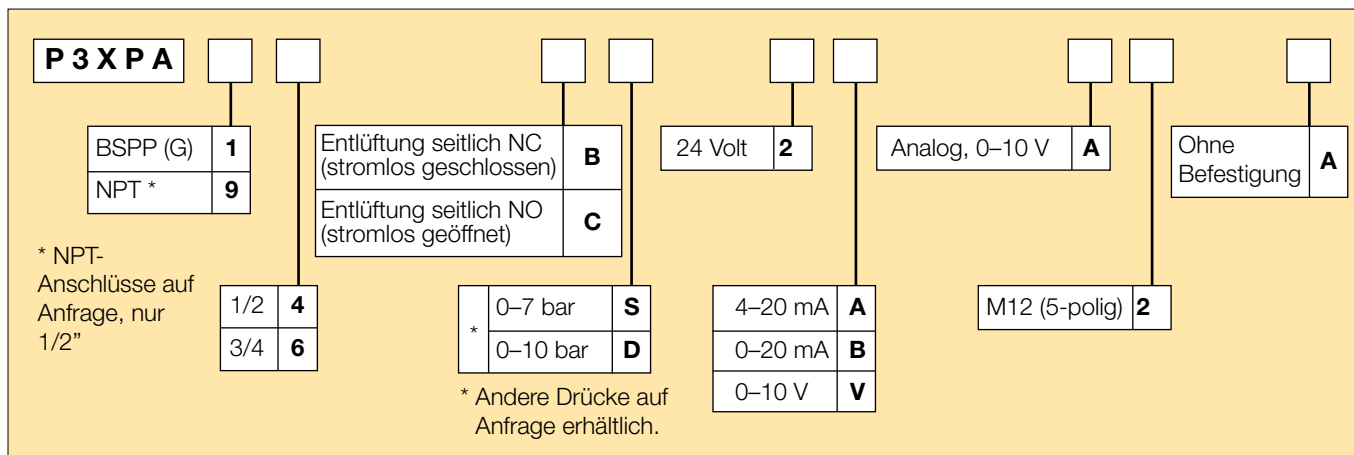 P3XPA
BSPP (G) 1
NPT * 9
* NPT-
Anschlüsse auf
Anfrage, nur
1/2”
1/2 4
3/4 6
Entlüftung seitlich NC
(stromlos geschlossen) B
Entlüftung seitlich NO
(stromlos geöffnet) C
* 0–7 bar S
0–10 bar D
* Andere Drücke auf
Anfrage erhältlich.
24 Volt 2
4–20 mA A
0–20 mA B
0–10 V V
Analog, 0–10 V A
M12 (5-polig) 2
Ohne
Befestigung A